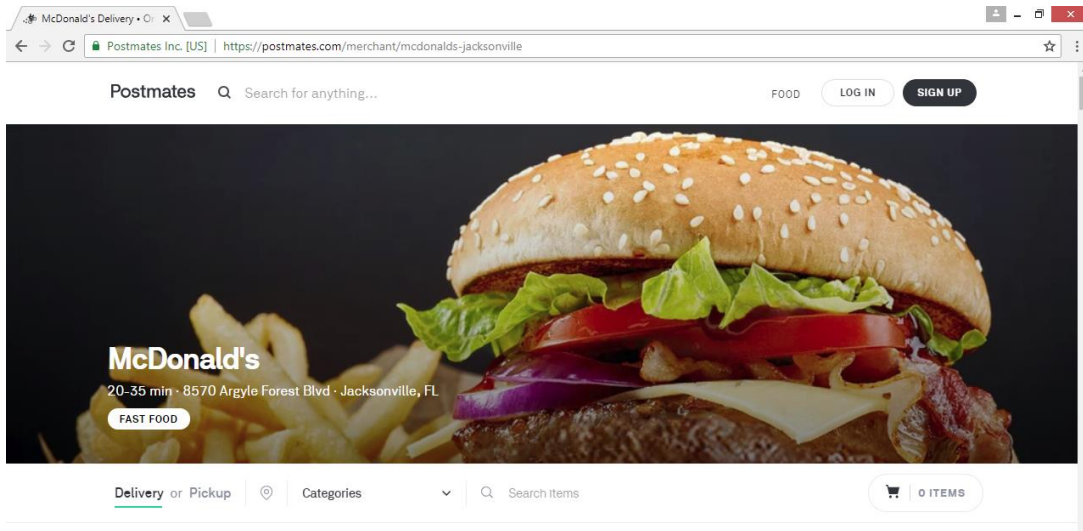 McDonald's Delivery • Or
Postmates Inc. [US] | https://postmates.com/merchant/mcdonalds-jacksonville
Postmates Search for anything... FOOD LOG IN SIGN UP
McDonald's
20-35 min · 8570 Argyle Forest Blvd · Jacksonville, FL
FAST FOOD
Delivery or Pickup Categories Search items 0 ITEMS